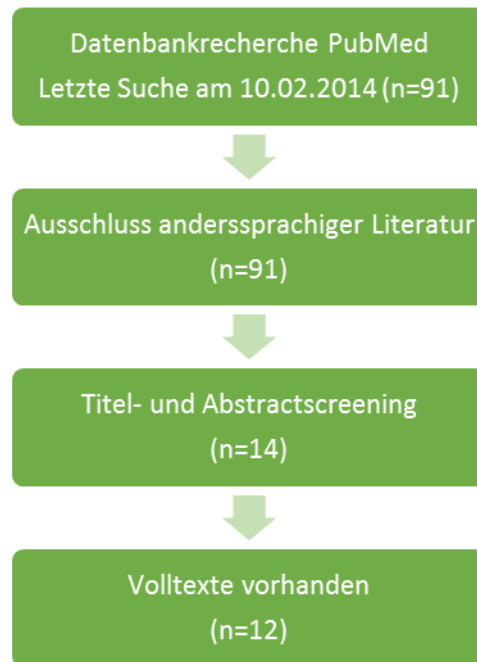 Datenbankrecherche PubMed
Letzte Suche am 10.02.2014 (n=91)
Ausschluss anderssprachiger Literatur
(n=91)
Titel- und Abstractscreening
(n=14)
Volltexte vorhanden
(n=12)